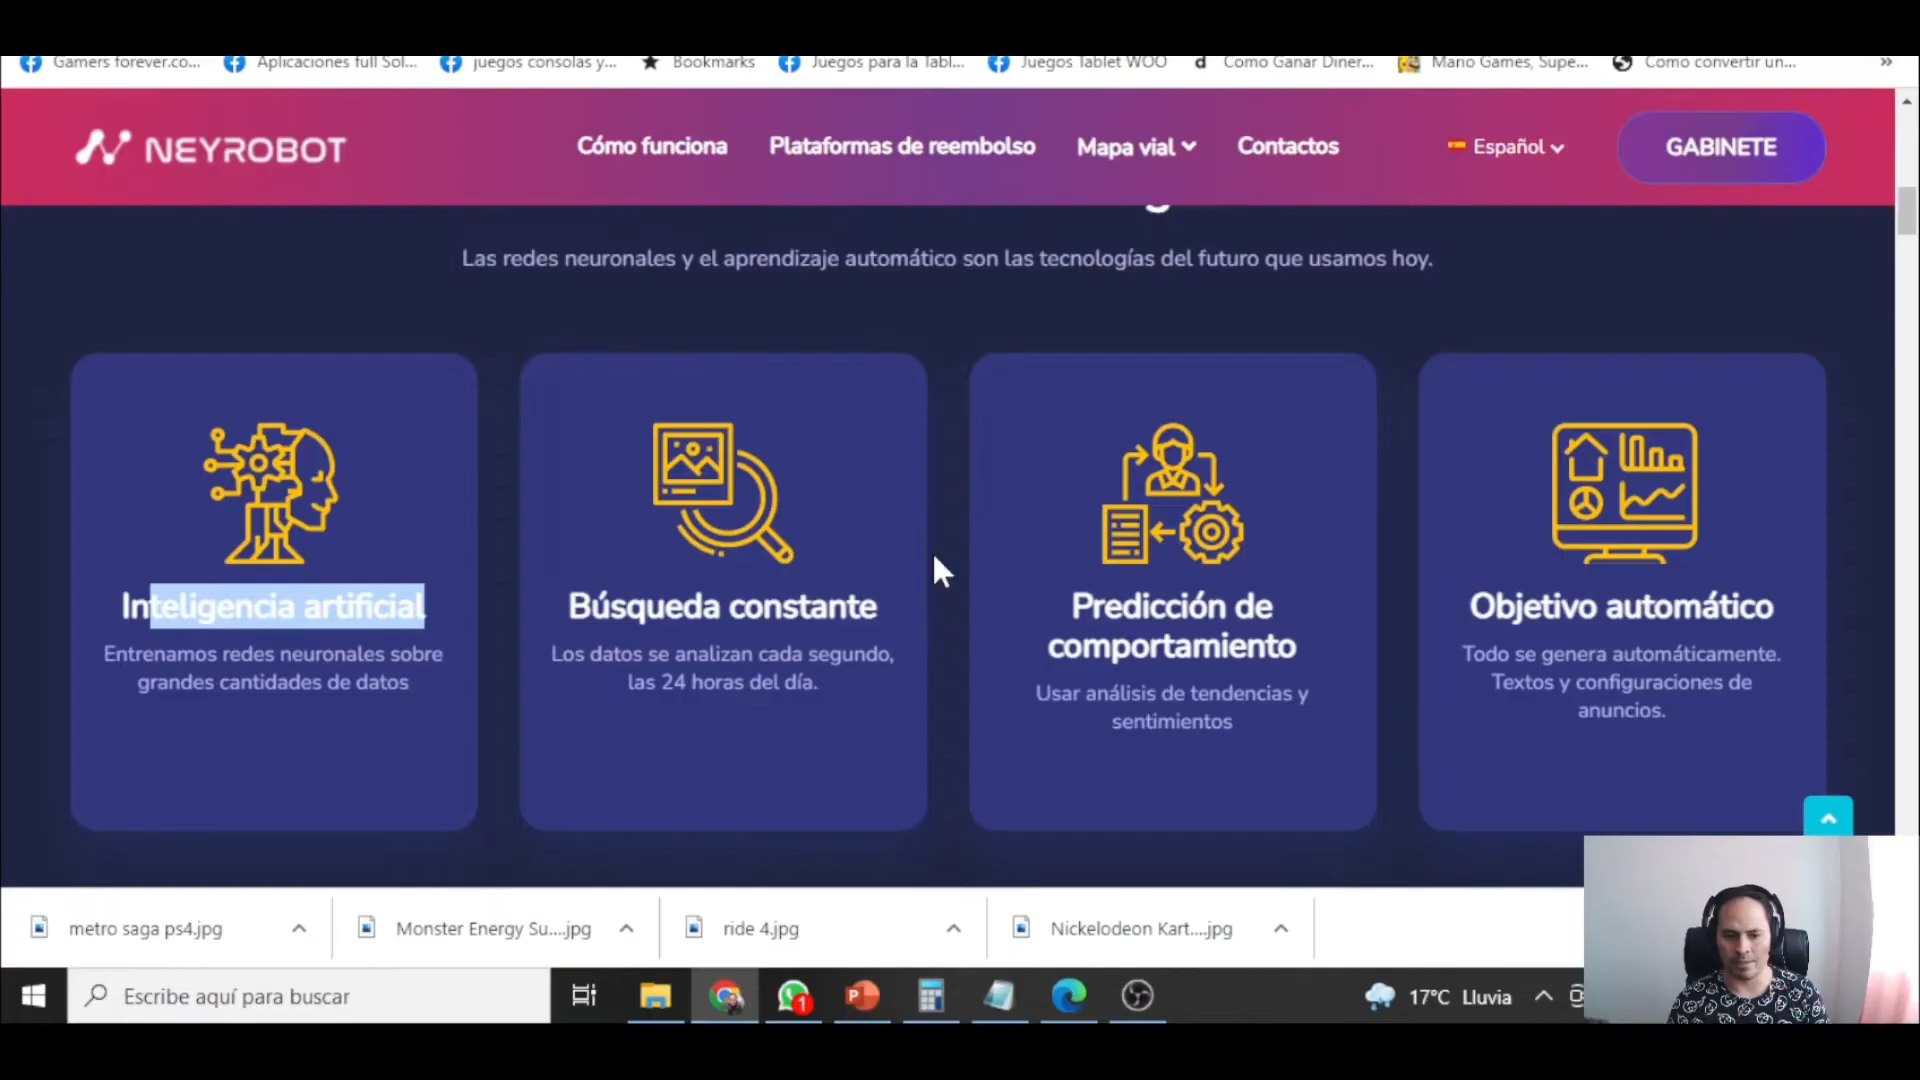 Gamers forever.co...
Aplicaciones full Sol...
juegos consolas y...
Bookmarks
Juegos para la Tabl...
Juegos Tablet WOO
Como Ganar Diner...
Mario Games, Supe...
Como convertir un...
»
NEYROBOT
Cómo funciona
Plataformas de reembolso
Mapa vial
Contactos
Español
GABINETE
Las redes neuronales y el aprendizaje automático son las tecnologías del futuro que usamos hoy.
Inteligencia artificial
Entrenamos redes neuronales sobre
grandes cantidades de datos
Búsqueda constante
Los datos se analizan cada segundo,
las 24 horas del día.
Predicción de
comportamiento
Usar análisis de tendencias y
sentimientos
Objetivo automático
Todo se genera automáticamente.
Textos y configuraciones de
anuncios.
metro saga ps4.jpg
Monster Energy Su....jpg
ride 4.jpg
Nickelodeon Kart....jpg
Escribe aquí para buscar
1
17°C Lluvia